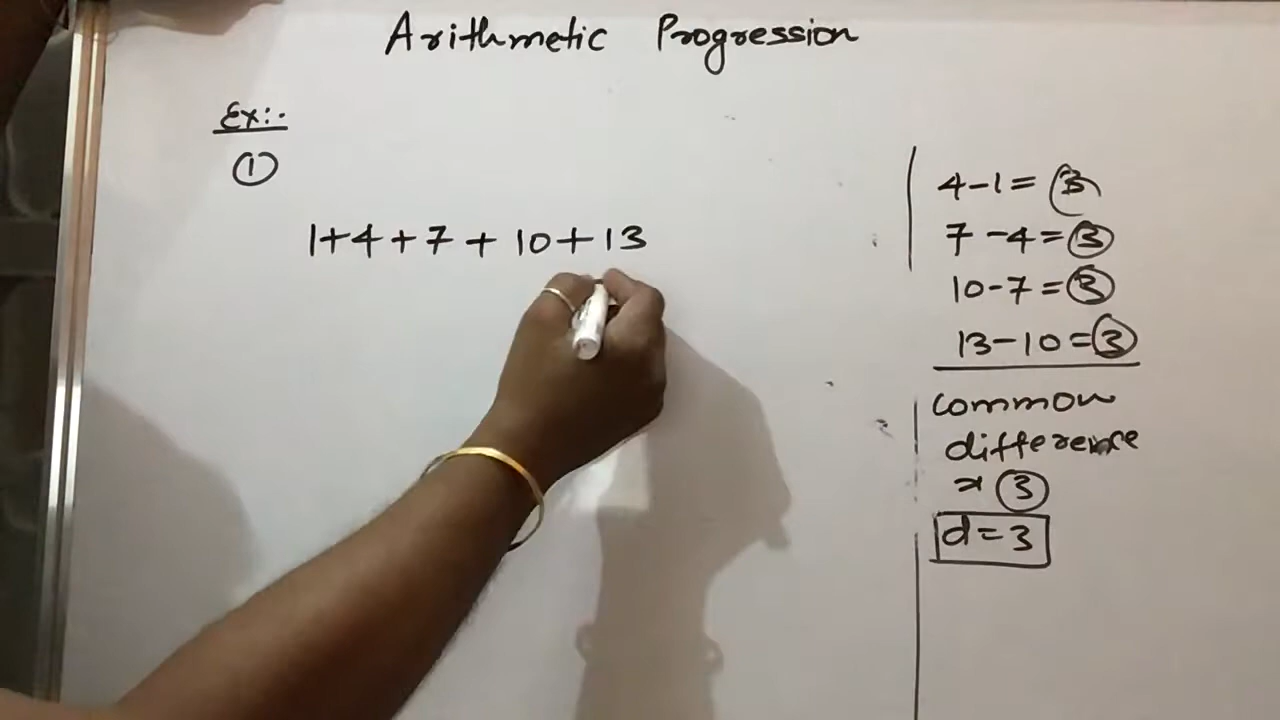 Arithmetic Progression
Ex:-
①
1+4+7+10+13
4-1=3
7-4=3
10-7=3
13-10=3
common
difference
③
d=3